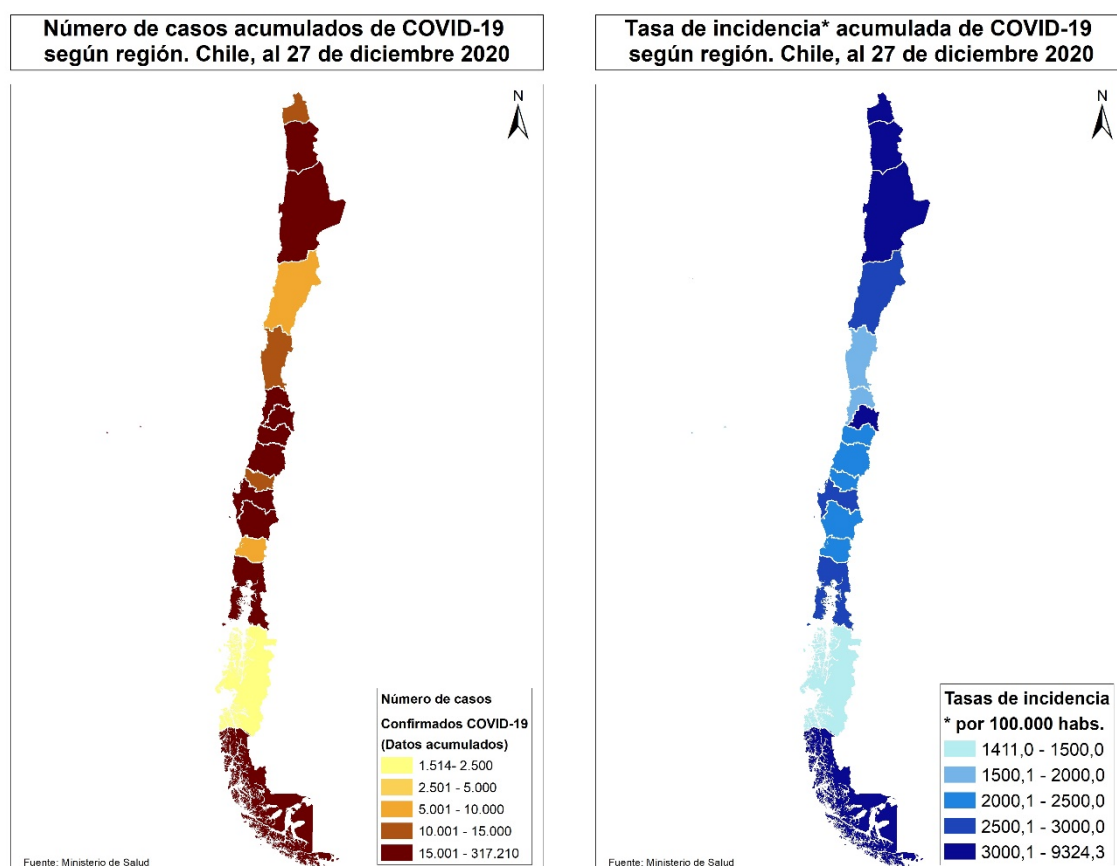 Número de casos acumulados de COVID-19
según región. Chile, al 27 de diciembre 2020
N
Número de casos
Confirmados COVID-19
(Datos acumulados)
1.514- 2.500
2.501 - 5.000
5.001 - 10.000
10.001 - 15.000
15.001 - 317.210
Fuente: Ministerio de Salud
Tasa de incidencia* acumulada de COVID-19
según región. Chile, al 27 de diciembre 2020
N
Tasas de incidencia
* por 100.000 habs.
1411,0 - 1500,0
1500,1 - 2000,0
2000,1 - 2500,0
2500,1 - 3000,0
3000,1 - 9324,3
Fuente: Ministerio de Salud